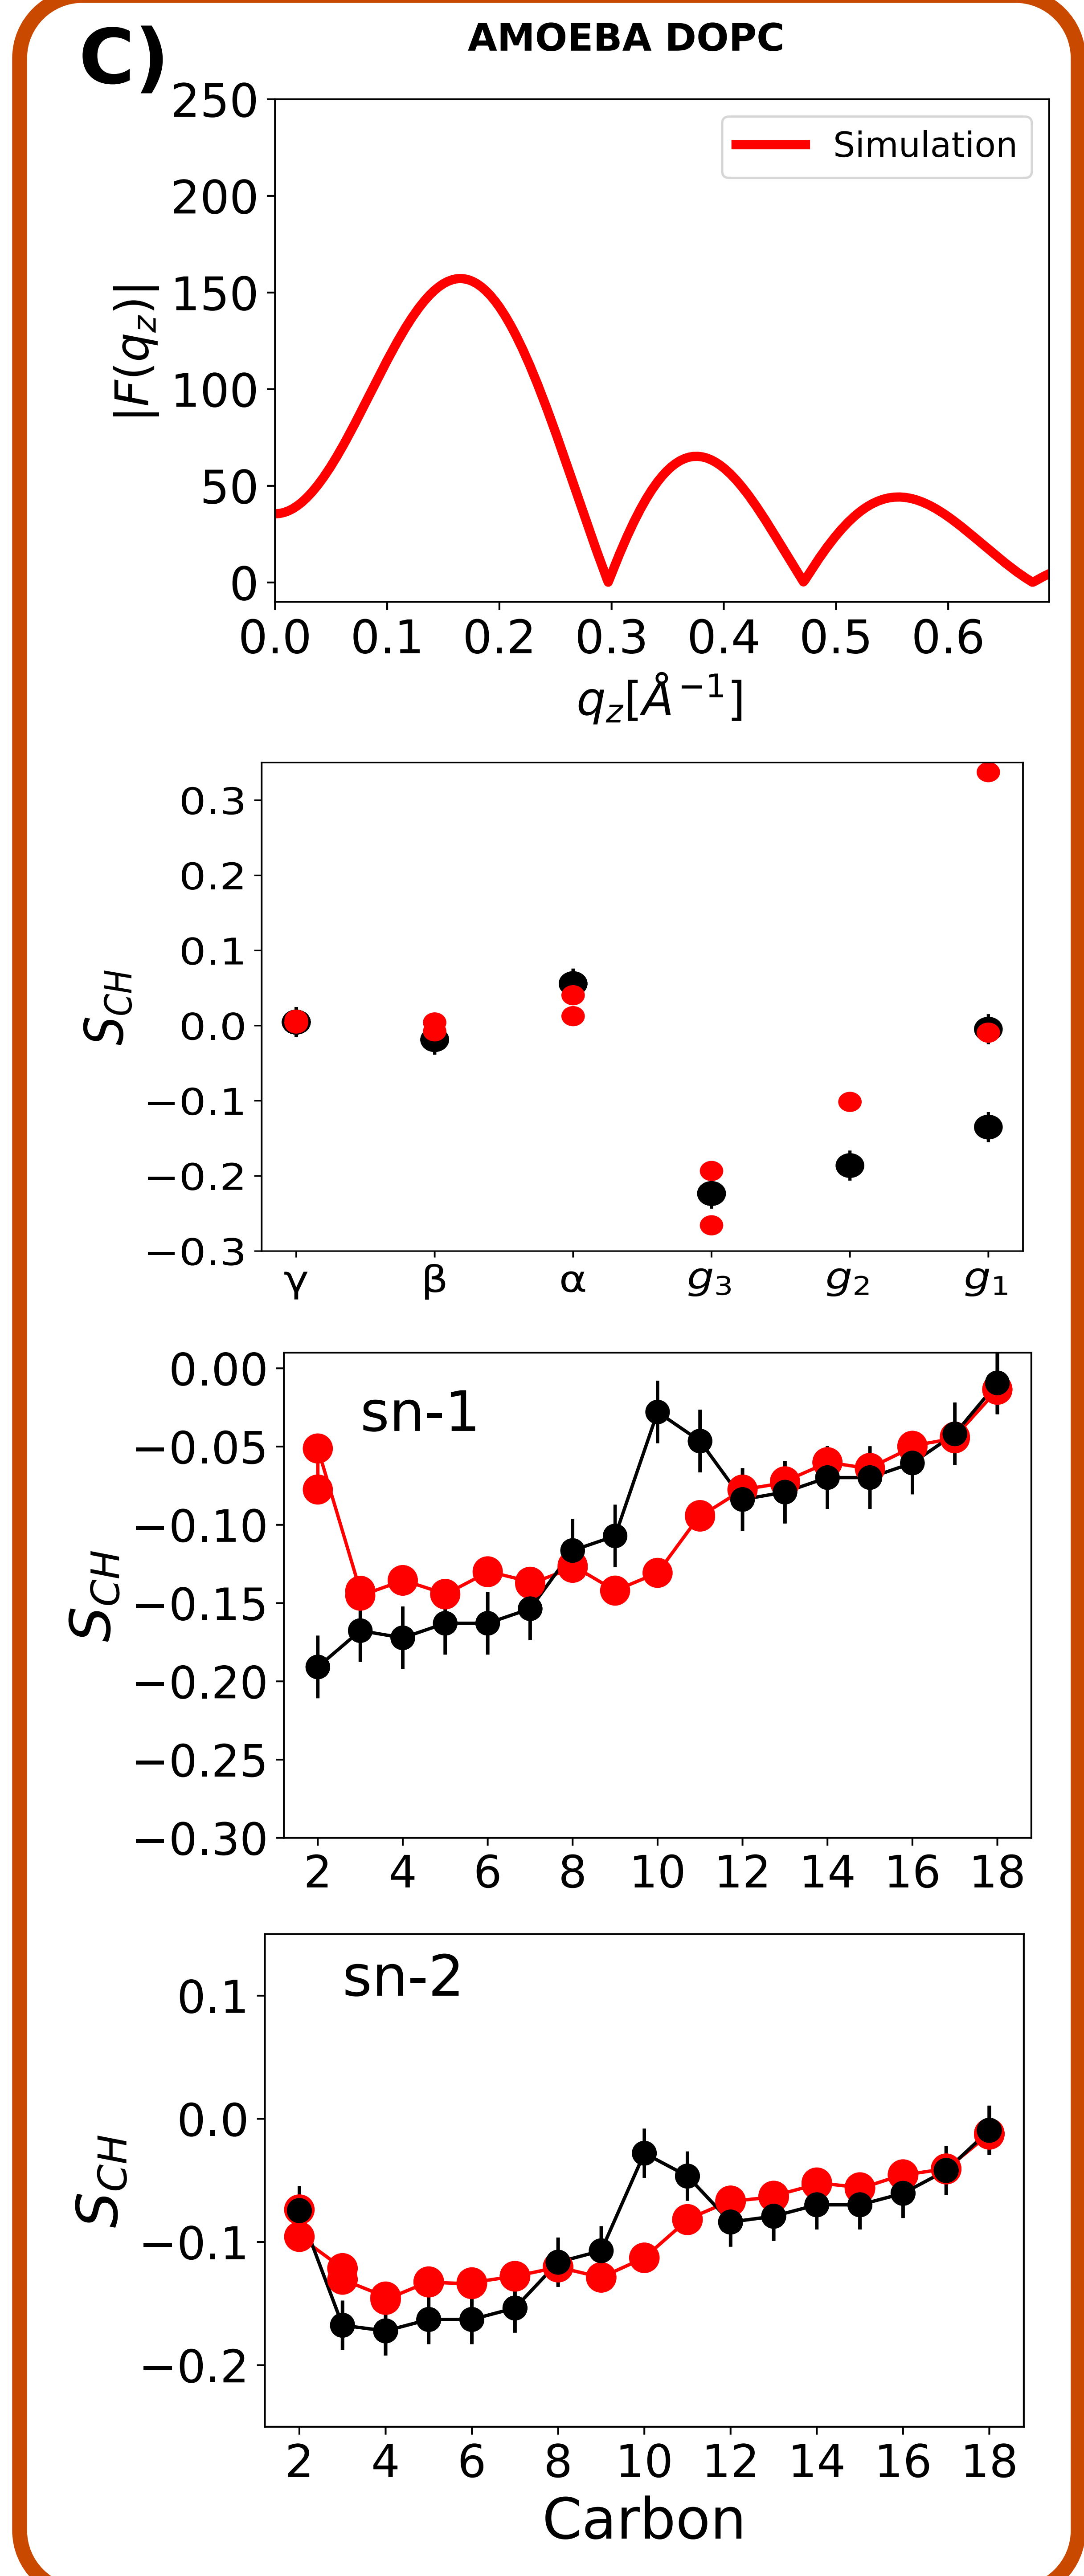 C)
AMOEBA DOPC
250
200
150
100
50
0
|F(q_z)|
Simulation
0.0 0.1 0.2 0.3 0.4 0.5 0.6
q_z[Å⁻¹]
0.3
0.2
0.1
0.0
−0.1
−0.2
−0.3
S_CH
γ β α g₃ g₂ g₁
0.00
−0.05
−0.10
−0.15
−0.20
−0.25
−0.30
S_CH
sn-1
2 4 6 8 10 12 14 16 18
0.1
0.0
−0.1
−0.2
S_CH
sn-2
2 4 6 8 10 12 14 16 18
Carbon